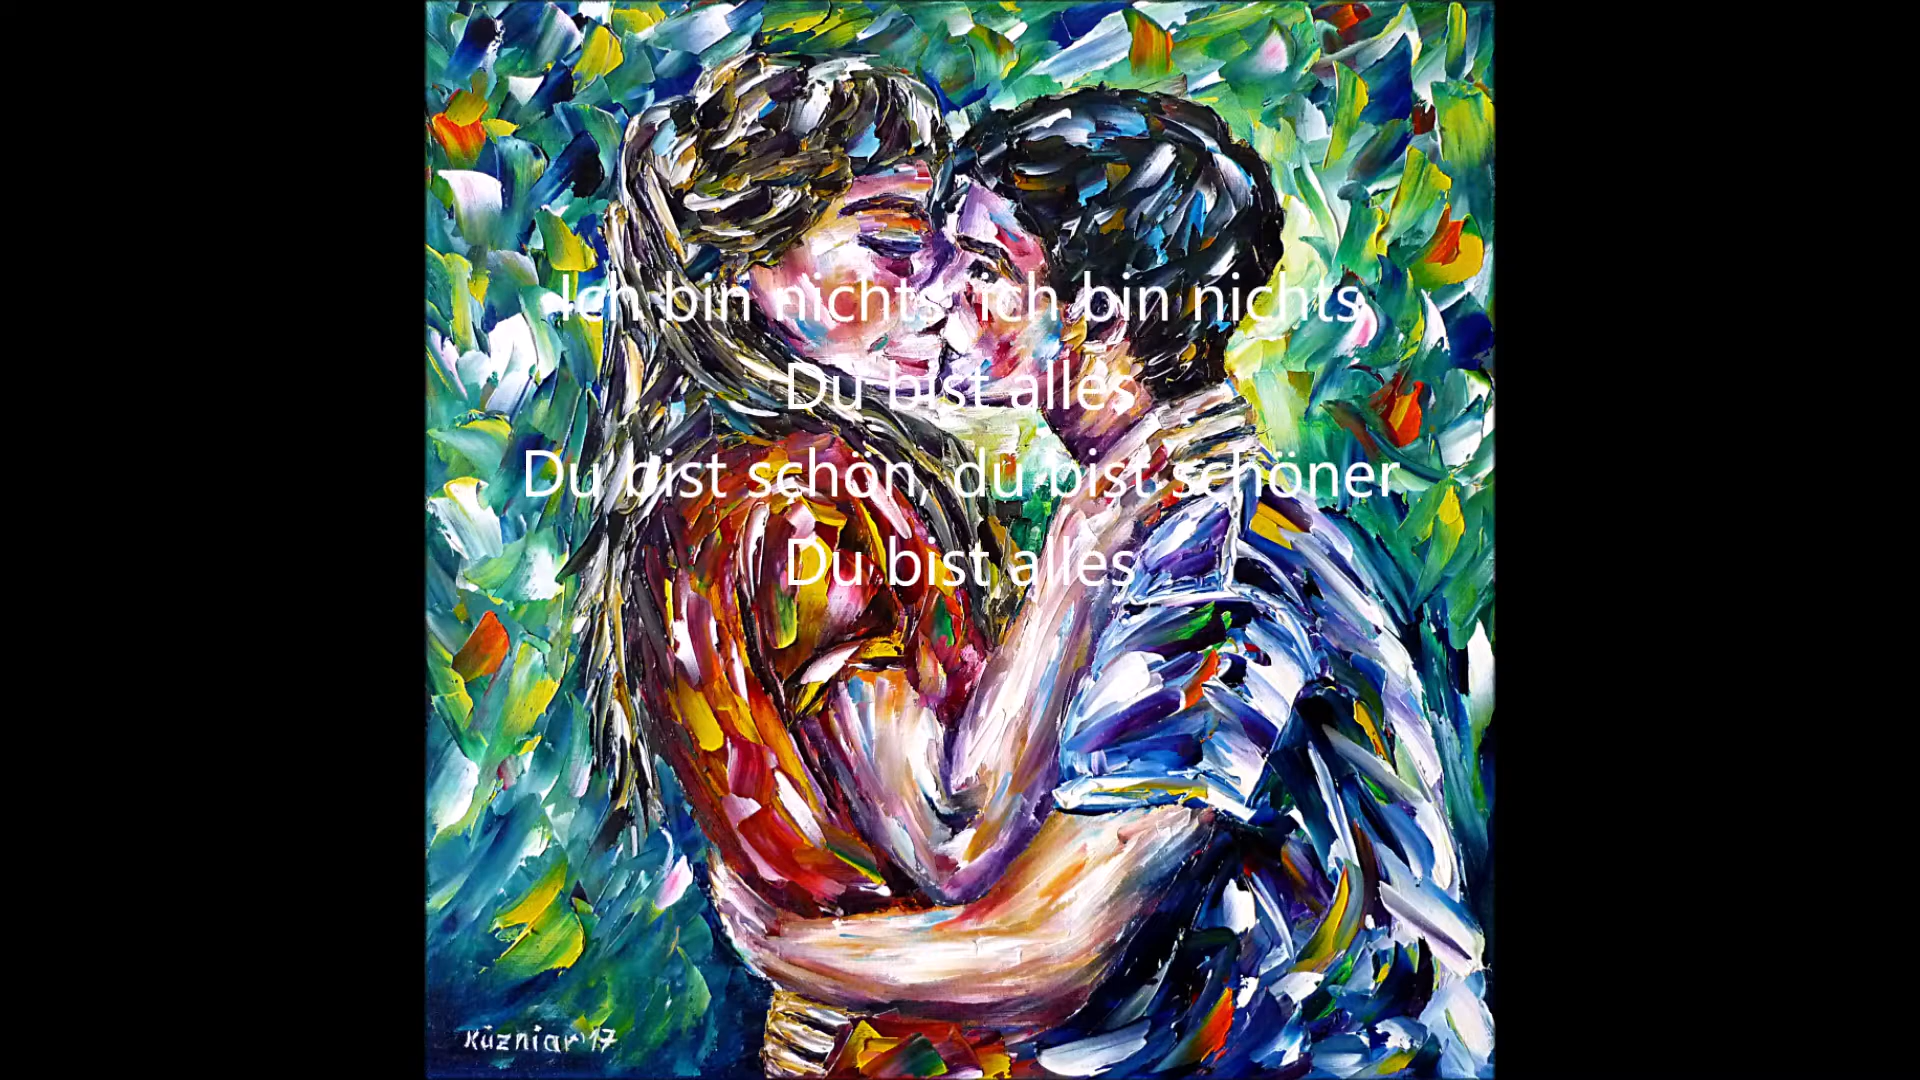 Ich bin nichts, ich bin nichts
Du bist alles
Du bist schön, du bist schöner
Du bist alles
Kuzniar '17